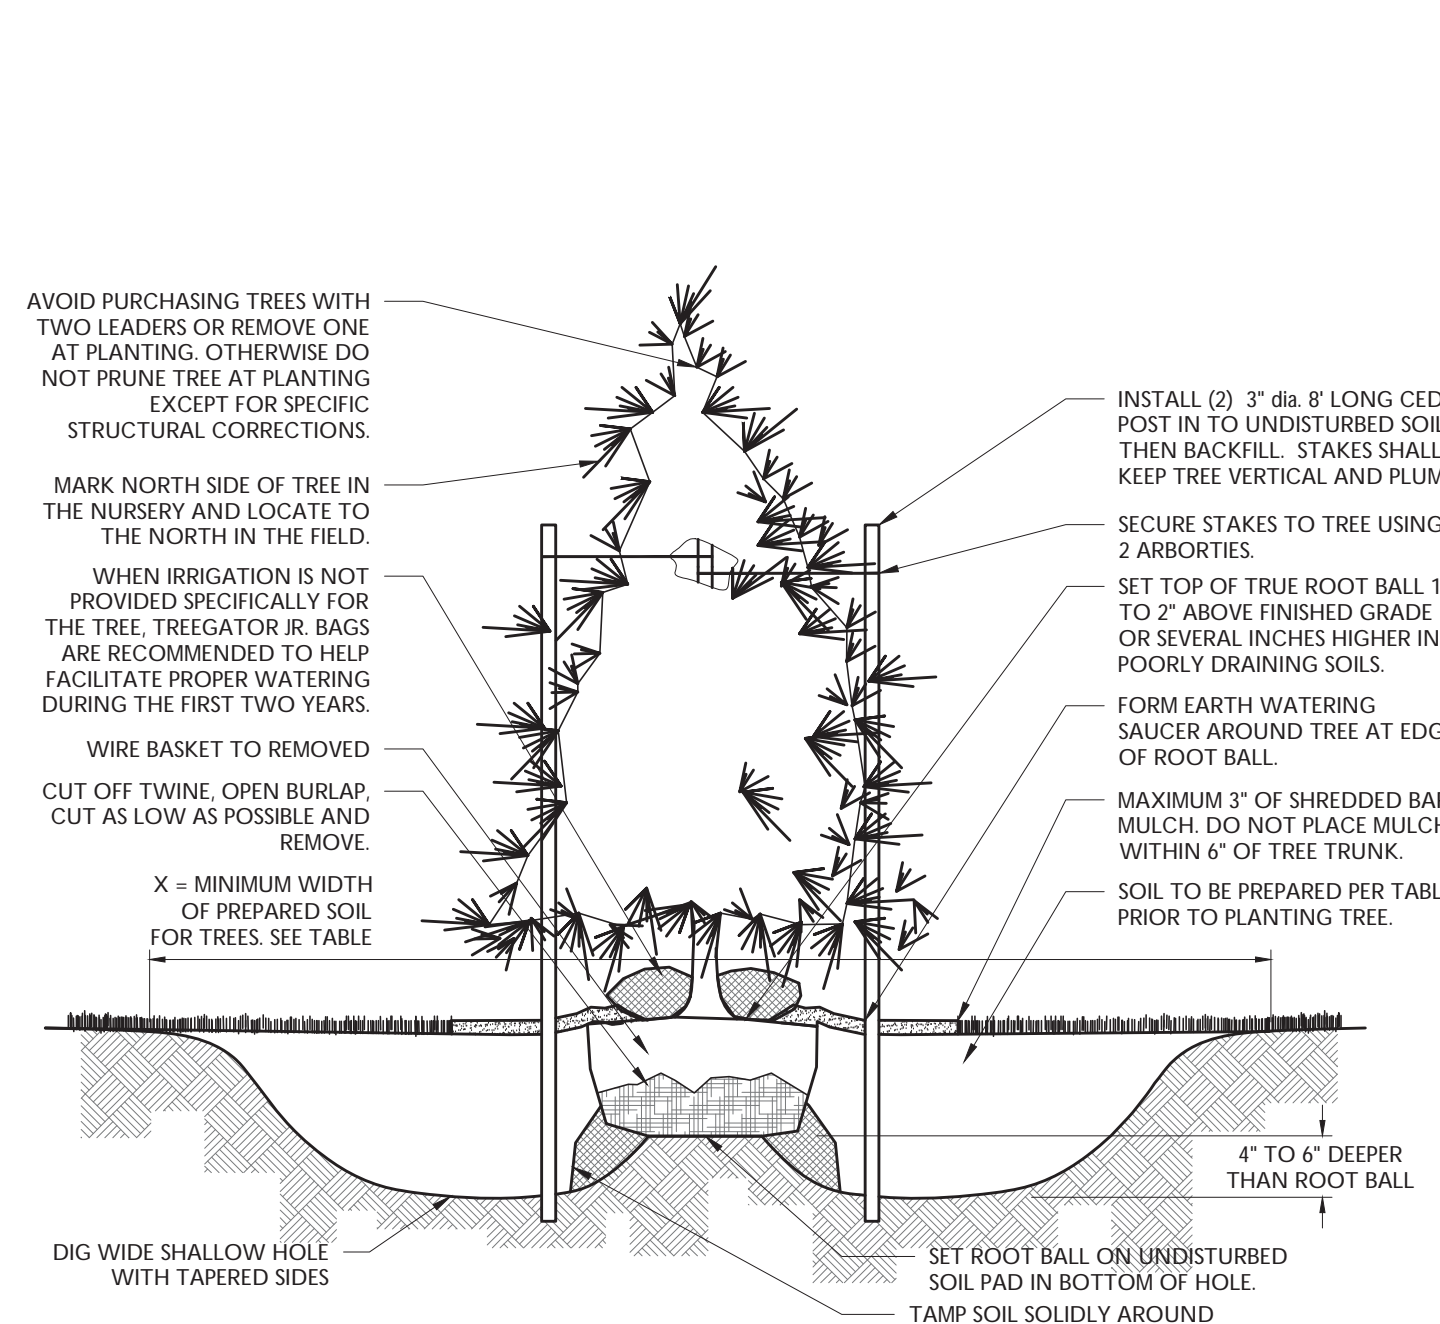 AVOID PURCHASING TREES WITH
TWO LEADERS OR REMOVE ONE
AT PLANTING. OTHERWISE DO
NOT PRUNE TREE AT PLANTING
EXCEPT FOR SPECIFIC
STRUCTURAL CORRECTIONS.
MARK NORTH SIDE OF TREE IN
THE NURSERY AND LOCATE TO
THE NORTH IN THE FIELD.
WHEN IRRIGATION IS NOT
PROVIDED SPECIFICALLY FOR
THE TREE, TREEGATOR JR. BAGS
ARE RECOMMENDED TO HELP
FACILITATE PROPER WATERING
DURING THE FIRST TWO YEARS.
WIRE BASKET TO REMOVED
CUT OFF TWINE, OPEN BURLAP,
CUT AS LOW AS POSSIBLE AND
REMOVE.
X = MINIMUM WIDTH
OF PREPARED SOIL
FOR TREES. SEE TABLE
DIG WIDE SHALLOW HOLE
WITH TAPERED SIDES
INSTALL (2) 3" dia. 8' LONG
POST IN TO UNDISTURBED
THEN BACKFILL. STAKES SHALL
KEEP TREE VERTICAL AND
SECURE STAKES TO TREE USING
2 ARBORTIES.
SET TOP OF TRUE ROOT BALL
TO 2" ABOVE FINISHED GRADE
OR SEVERAL INCHES HIGHER IN
POORLY DRAINING SOILS.
FORM EARTH WATERING
SAUCER AROUND TREE AT
OF ROOT BALL.
MAXIMUM 3" OF SHREDDED
MULCH. DO NOT PLACE
WITHIN 6" OF TREE TRUNK.
SOIL TO BE PREPARED PER
PRIOR TO PLANTING TREE.
4" TO 6" DEEPER
THAN ROOT BALL
SET ROOT BALL ON UNDISTURBED
SOIL PAD IN BOTTOM OF HOLE.
TAMP SOIL SOLIDLY AROUND